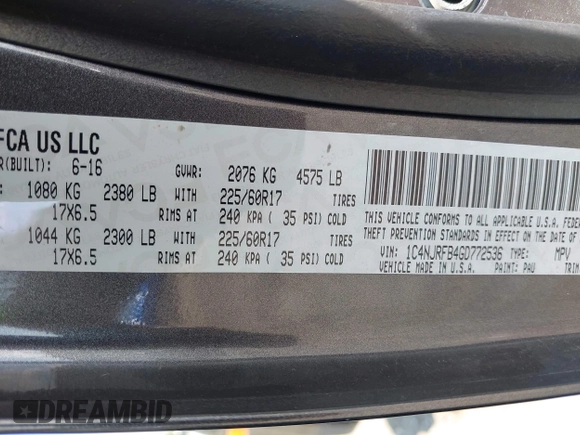 FCA US LLC
R(BUILT): 6-16 GVWR: 2076 KG 4575 LB
: 1080 KG 2380 LB WITH 225/60R17 TIRES
17X6.5 RIMS AT 240 KPA ( 35 PSI) COLD
: 1044 KG 2300 LB WITH 225/60R17 TIRES
17X6.5 RIMS AT 240 KPA ( 35 PSI) COLD
THIS VEHICLE CONFORMS TO ALL APPLICABLE U.S.A. FEDER
THEFT PREVENTION STANDARDS IN EFFECT ON THE DATE O
VIN: 1C4NJRFB4GD772536 TYPE: MPV
VEHICLE MADE IN U.S.A. PAINT: PAU TRIM
DREAMBID